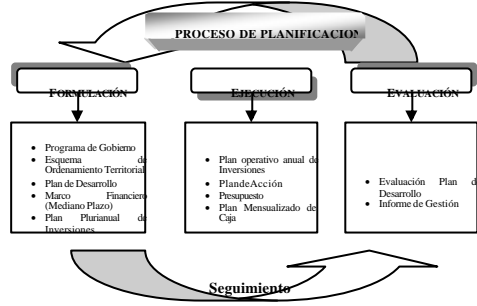 PROCESO DE PLANIFICACION
FORMULACIÓN
EJECUCIÓN
EVALUACIÓN
• Programa de Gobierno
• Esquema de
Ordenamiento Territorial
• Plan de Desarrollo
• Marco Financiero
(Mediano Plazo)
• Plan Plurianual de
Inversiones
• Plan operativo anual de
Inversiones
• PlandeAcción
• Presupuesto
• Plan Mensualizado de
Caja
• Evaluación Plan de
Desarrollo
• Informe de Gestión
Seguimiento